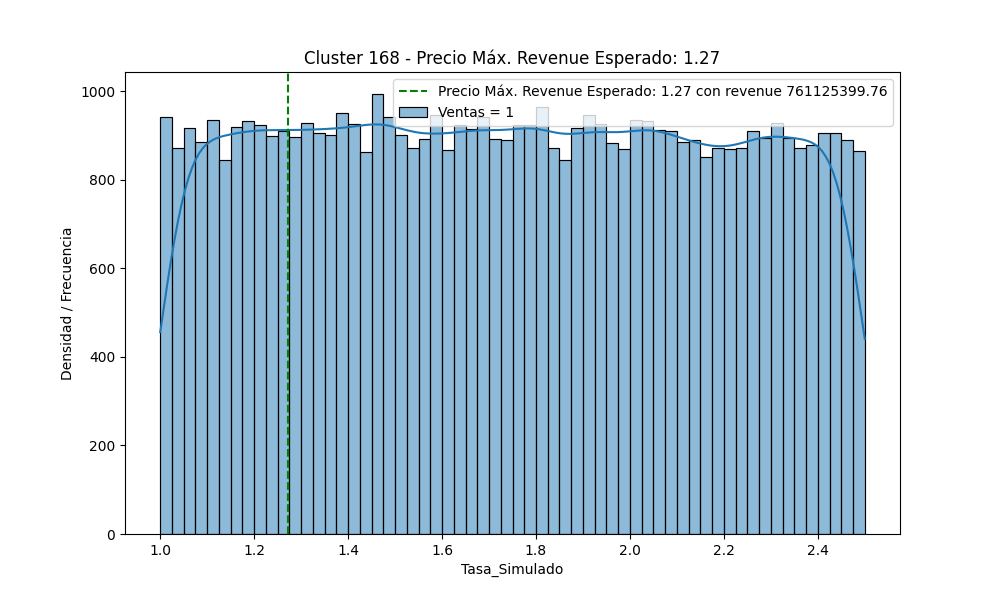 Cluster 168 - Precio Máx. Revenue Esperado: 1.27
Precio Máx. Revenue Esperado: 1.27 con revenue 761125399.76
Ventas = 1
Densidad / Frecuencia
1000
800
600
400
200
0
1.0 1.2 1.4 1.6 1.8 2.0 2.2 2.4
Tasa_Simulado